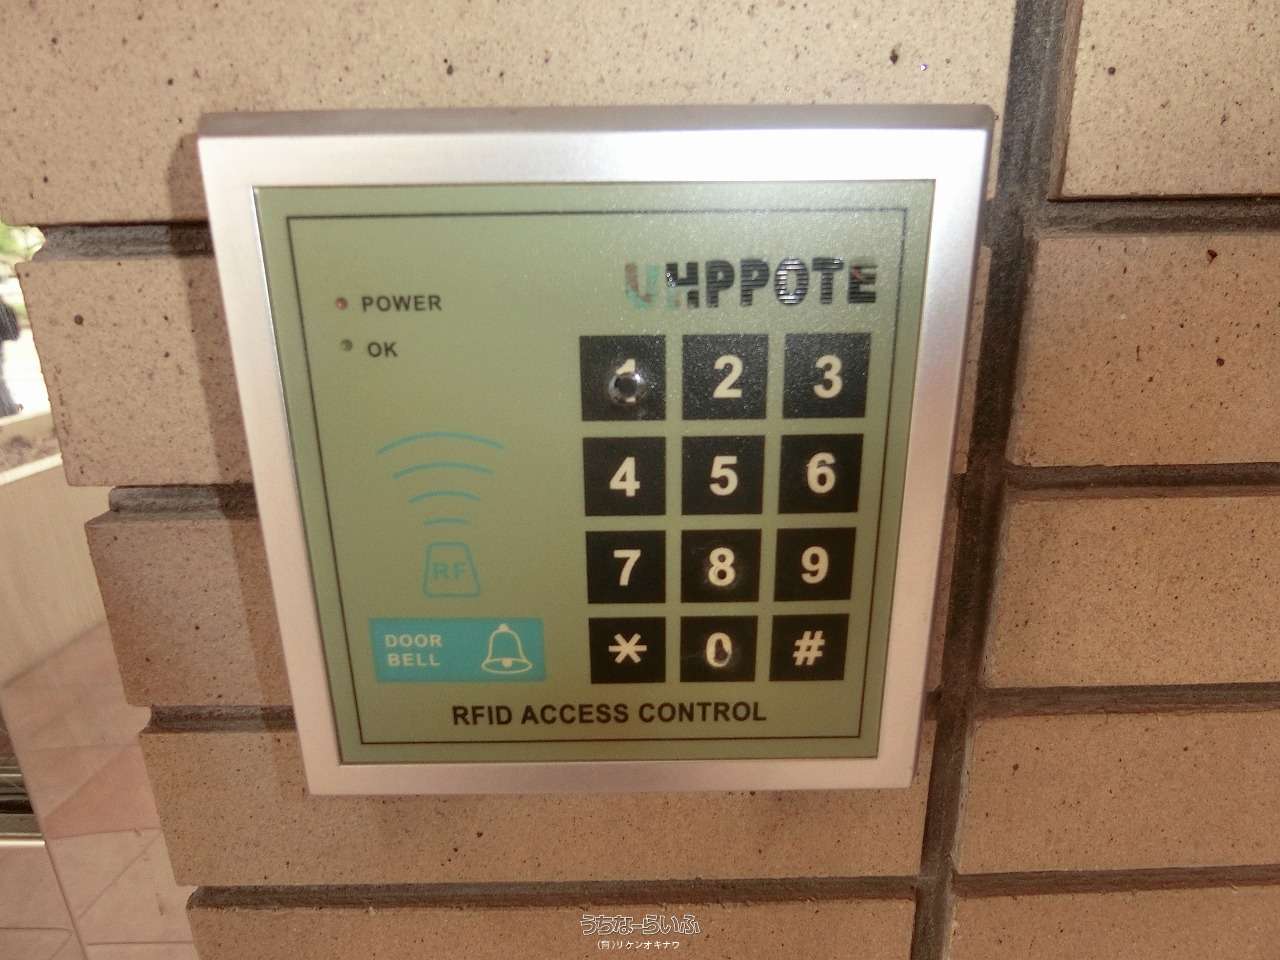 UHPPOTE
POWER
OK
1 2 3
4 5 6
7 8 9
* 0 #
RF
DOOR
BELL
RFID ACCESS CONTROL
うちなーらいふ
(有)リケンオキナワ